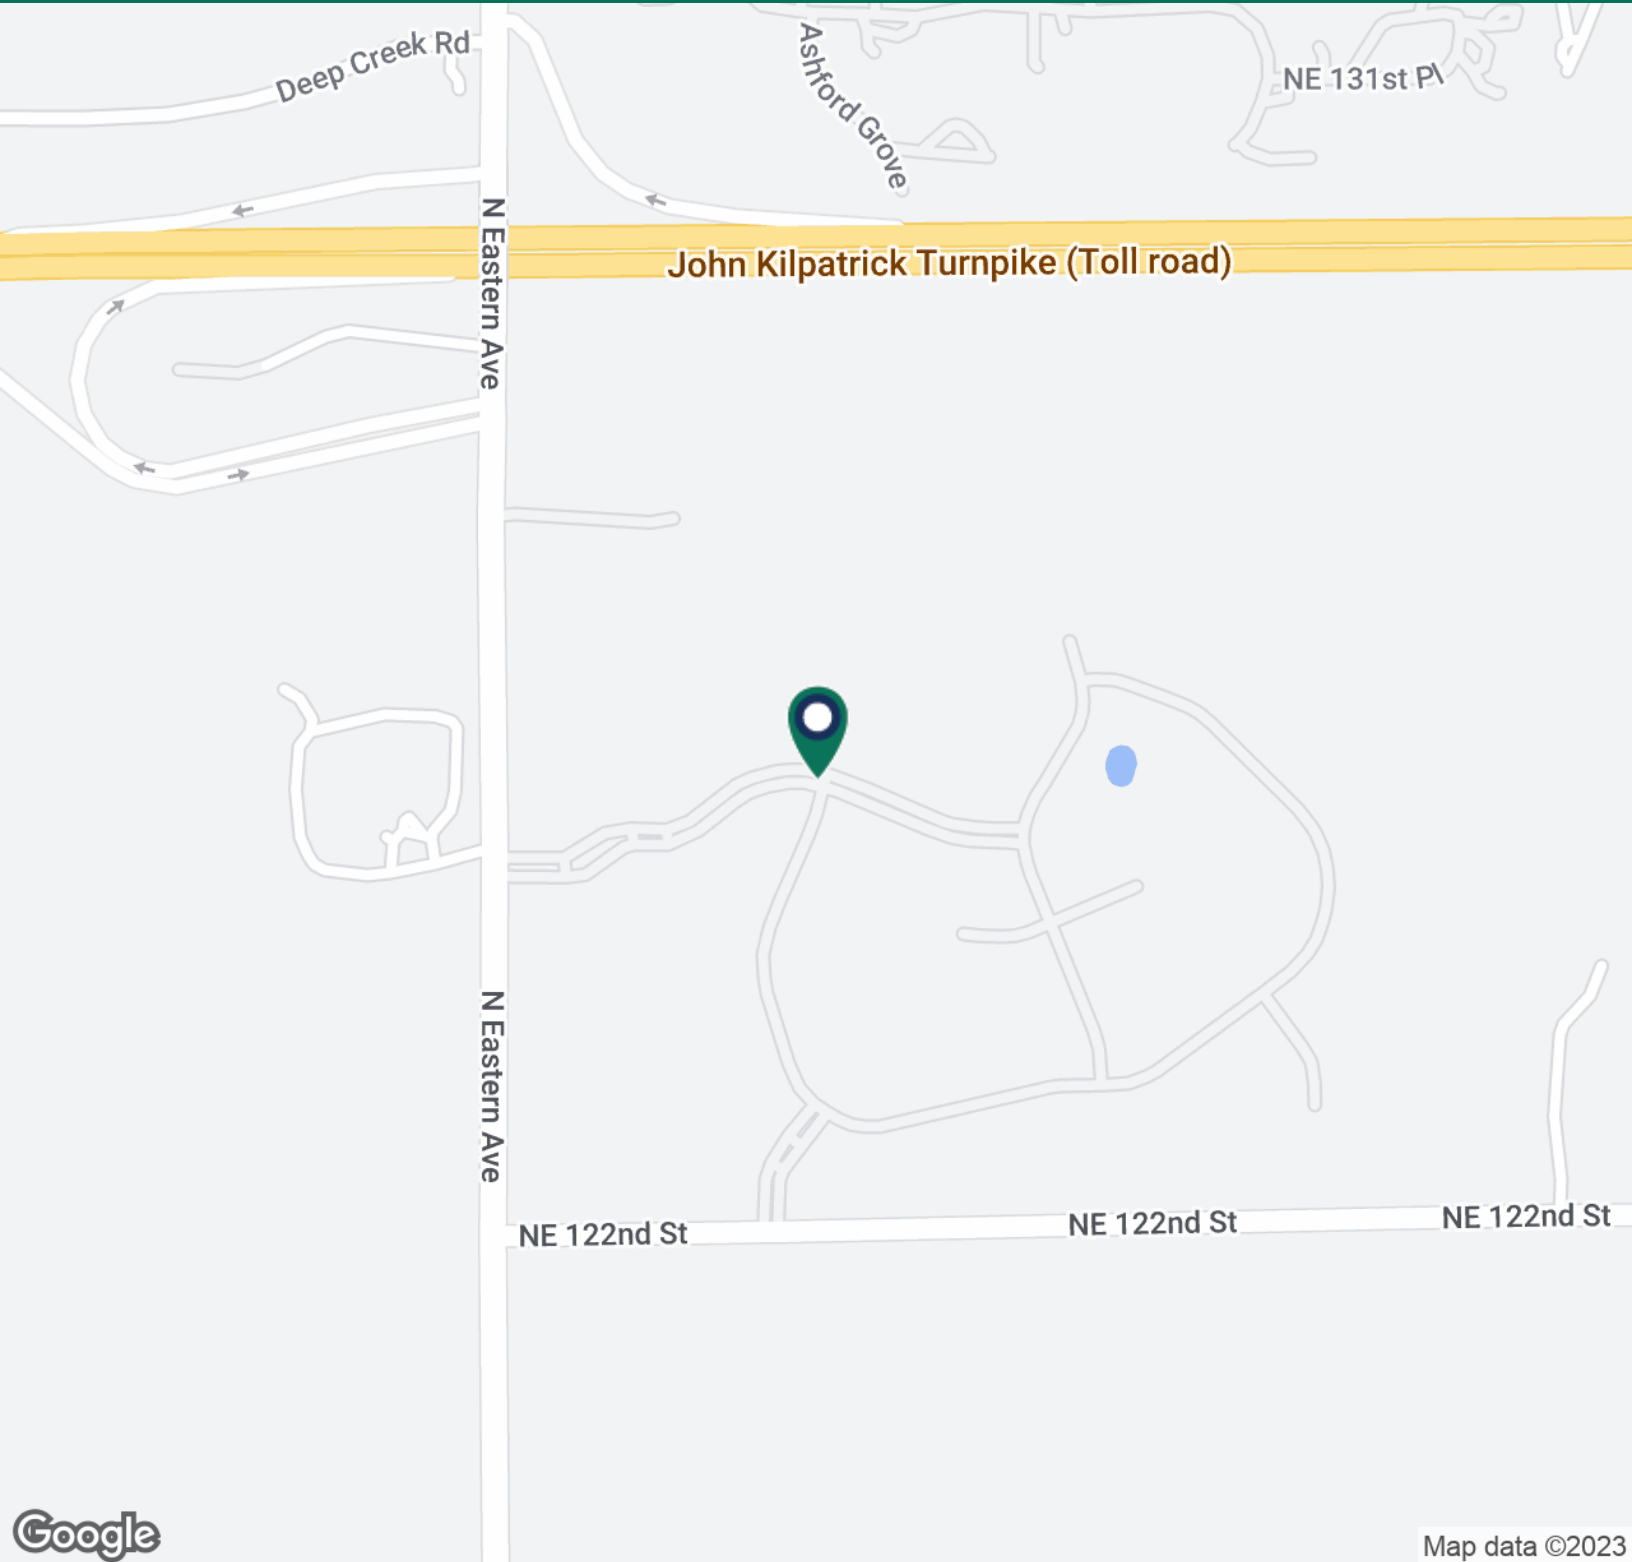 Deep Creek Rd
Ashford Grove
NE 131st Pl
N Eastern Ave
John Kilpatrick Turnpike (Toll road)
N Eastern Ave
NE 122nd St
NE 122nd St
NE 122nd St
Google
Map data ©2023